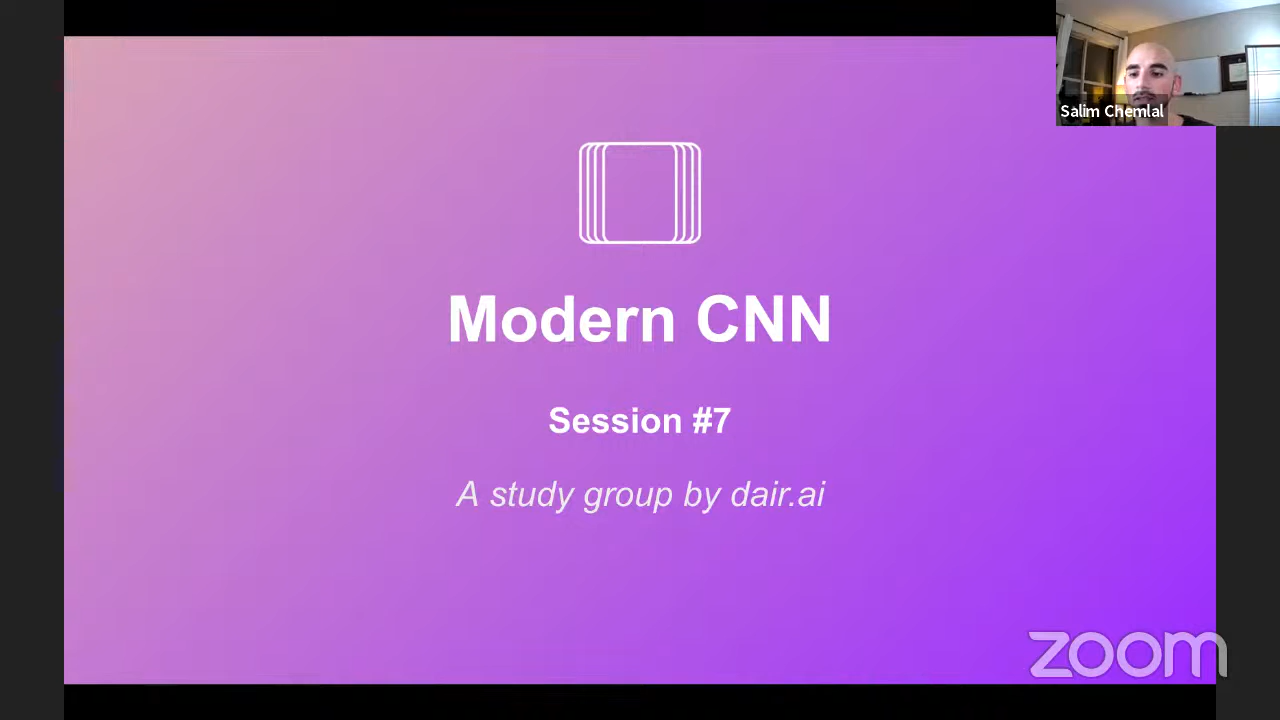 Salim Chemlal
Modern CNN
Session #7
A study group by dair.ai
zoom